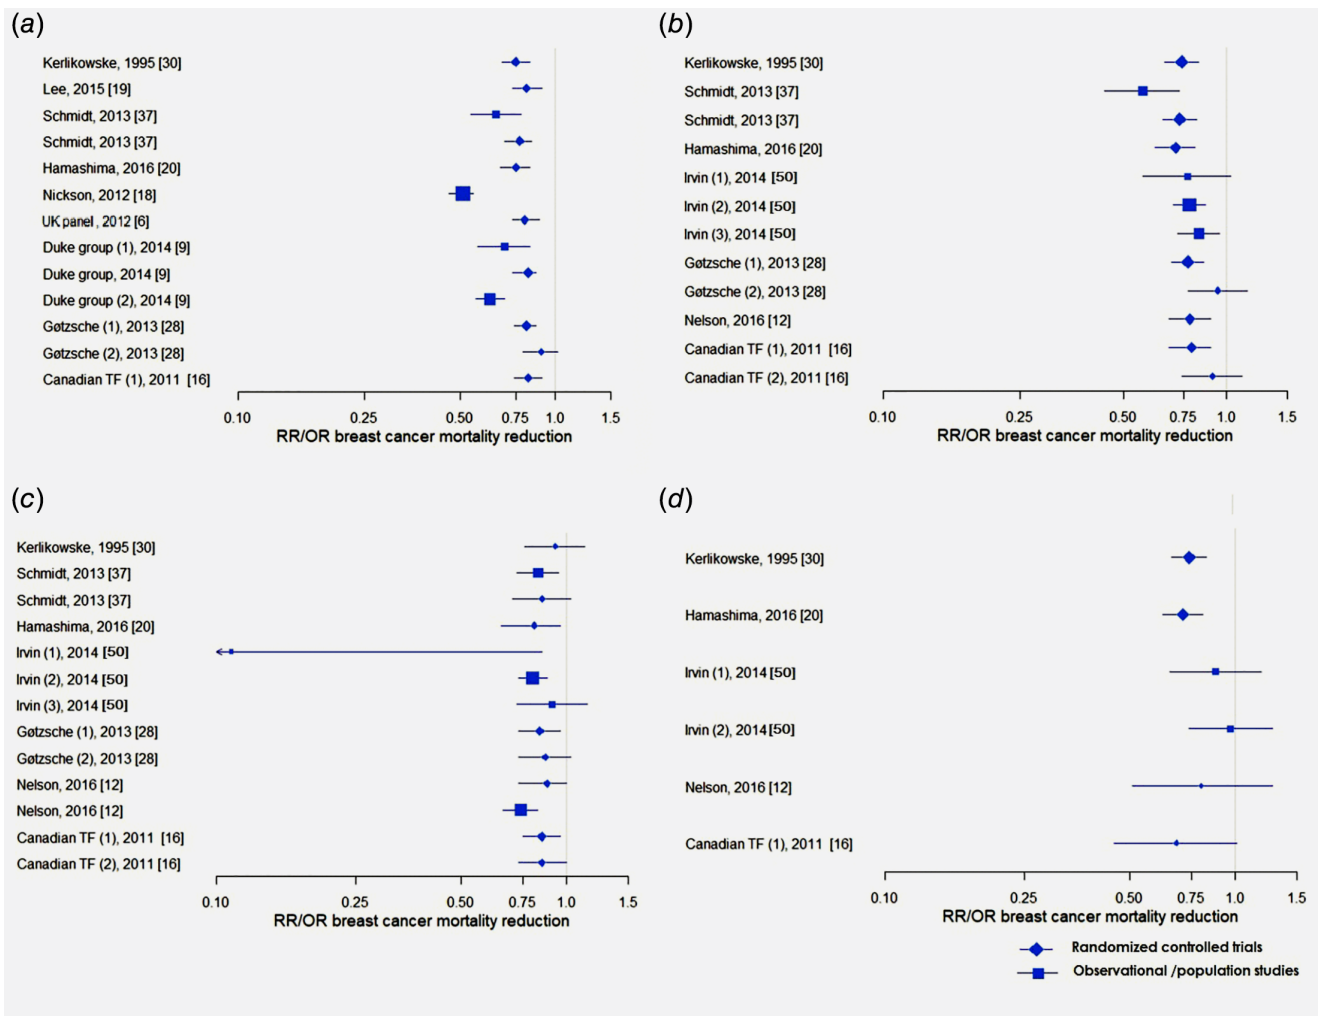 (a)
Kerlikowske, 1995 [30]
Lee, 2015 [19]
Schmidt, 2013 [37]
Schmidt, 2013 [37]
Hamashima, 2016 [20]
Nickson, 2012 [18]
UK panel, 2012 [6]
Duke group (1), 2014 [9]
Duke group, 2014 [9]
Duke group (2), 2014 [9]
Gøtzsche (1), 2013 [28]
Gøtzsche (2), 2013 [28]
Canadian TF (1), 2011 [16]
0.10 0.25 0.50 0.75 1.0 1.5
RR/OR breast cancer mortality reduction
(b)
Kerlikowske, 1995 [30]
Schmidt, 2013 [37]
Schmidt, 2013 [37]
Hamashima, 2016 [20]
Irvin (1), 2014 [50]
Irvin (2), 2014 [50]
Irvin (3), 2014 [50]
Gøtzsche (1), 2013 [28]
Gøtzsche (2), 2013 [28]
Nelson, 2016 [12]
Canadian TF (1), 2011 [16]
Canadian TF (2), 2011 [16]
0.10 0.25 0.50 0.75 1.0 1.5
RR/OR breast cancer mortality reduction
(c)
Kerlikowske, 1995 [30]
Schmidt, 2013 [37]
Schmidt, 2013 [37]
Hamashima, 2016 [20]
Irvin (1), 2014 [50]
Irvin (2), 2014 [50]
Irvin (3), 2014 [50]
Gøtzsche (1), 2013 [28]
Gøtzsche (2), 2013 [28]
Nelson, 2016 [12]
Nelson, 2016 [12]
Canadian TF (1), 2011 [16]
Canadian TF (2), 2011 [16]
0.10 0.25 0.50 0.75 1.0 1.5
RR/OR breast cancer mortality reduction
(d)
Kerlikowske, 1995 [30]
Hamashima, 2016 [20]
Irvin (1), 2014 [50]
Irvin (2), 2014 [50]
Nelson, 2016 [12]
Canadian TF (1), 2011 [16]
0.10 0.25 0.50 0.75 1.0 1.5
RR/OR breast cancer mortality reduction
Randomized controlled trials
Observational /population studies